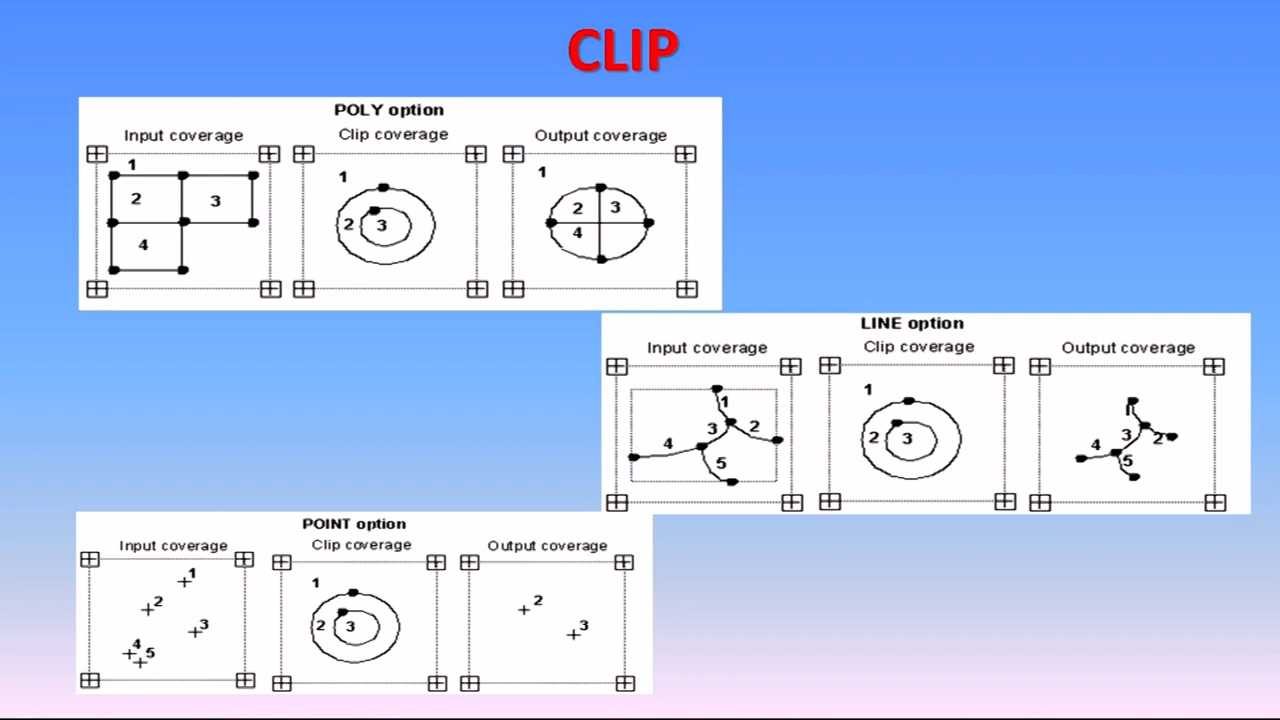 CLIP
POLY option
Input coverage Clip coverage Output coverage
1 1 1
2 3 2 3 2 3
4 4
LINE option
Input coverage Clip coverage Output coverage
1 1 1
3 2 2 3 3 2
4 5 4 5
POINT option
Input coverage Clip coverage Output coverage
1 1
2 2 3 2
3 3
4 5